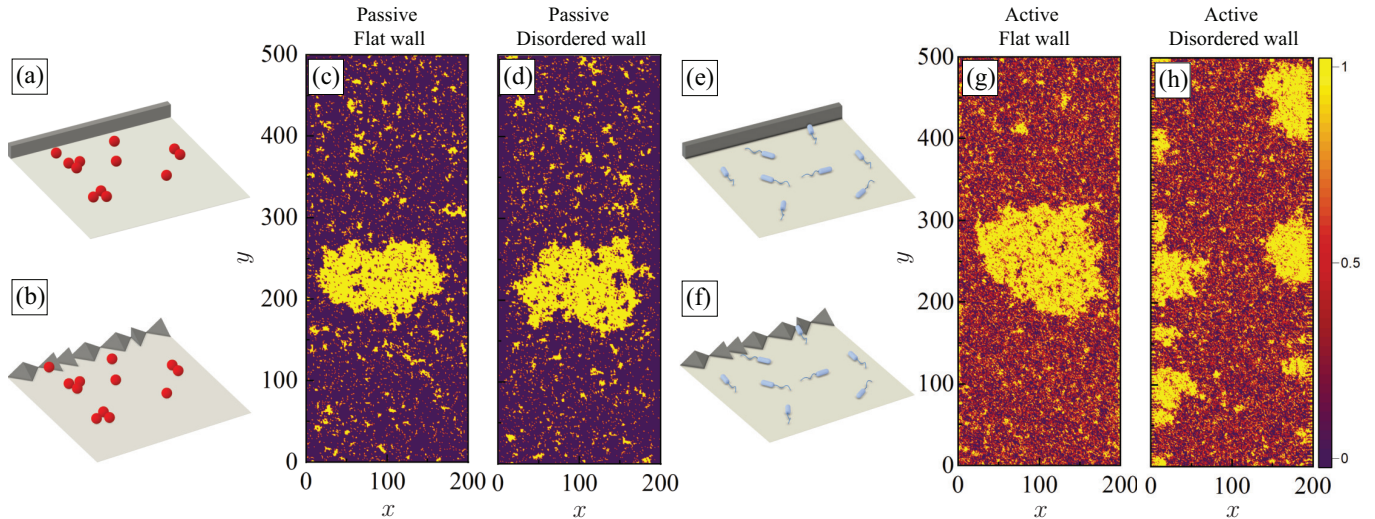 Passive
Flat wall
Passive
Disordered wall
Active
Flat wall
Active
Disordered wall
(a)
(b)
(c)
(d)
(e)
(f)
(g)
(h)
500
400
300
200
100
0
y
0
100
200
x
0
100
200
x
500
400
300
200
100
0
y
0
100
200
x
0
100
200
x
1
0.5
0